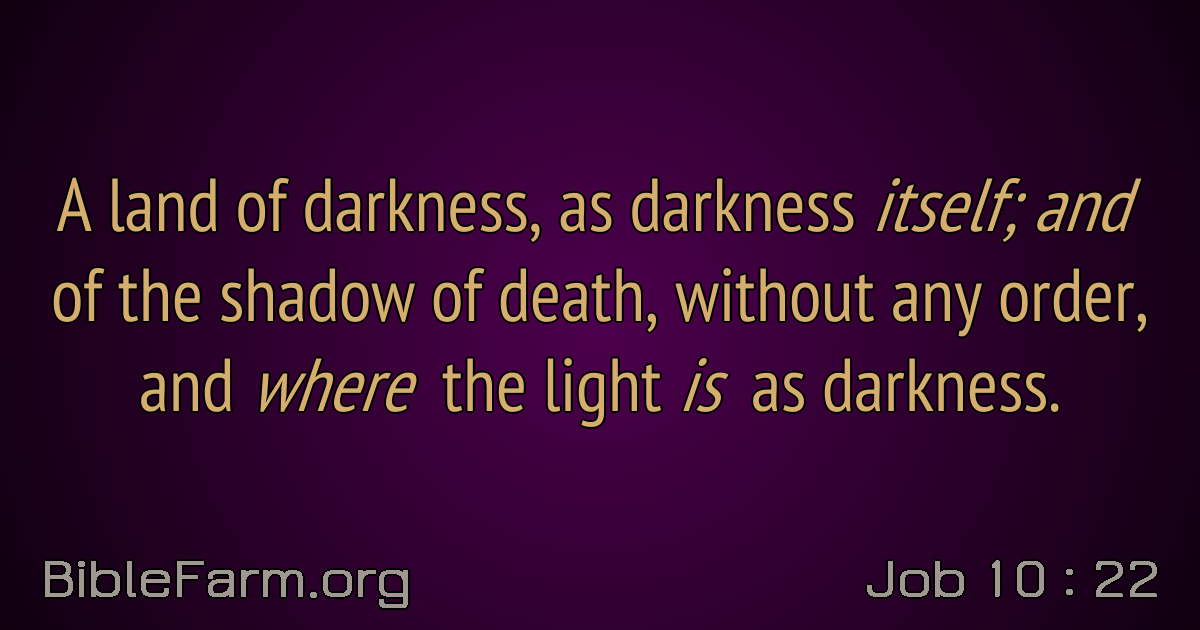 A land of darkness, as darkness itself; and
of the shadow of death, without any order,
and where the light is as darkness.
BibleFarm.org
Job 10 : 22